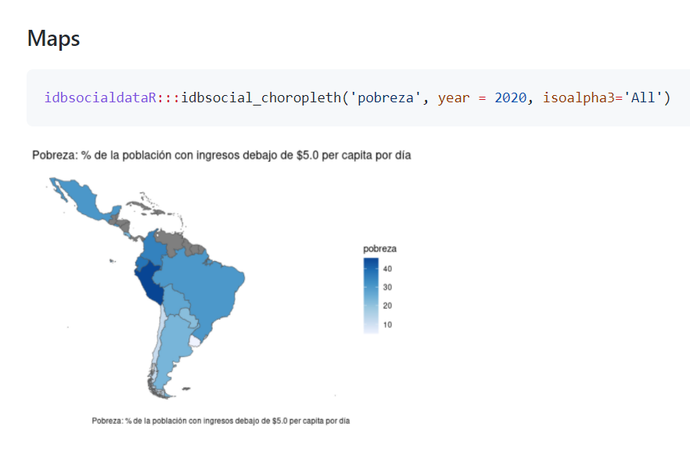 Maps
idbsocialdataR:::idbsocial_choropleth('pobreza', year = 2020, isoalpha3='All')
Pobreza: % de la población con ingresos debajo de $5.0 per capita por día
pobreza
40
30
20
10
Pobreza: % de la población con ingresos debajo de $5.0 per capita por día